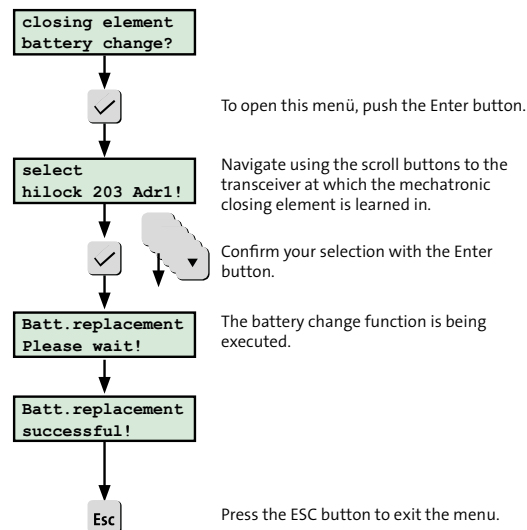 closing element
battery change?
To open this menü, push the Enter button.
select
hilock 203 Adr1!
Navigate using the scroll buttons to the
transceiver at which the mechatronic
closing element is learned in.
Confirm your selection with the Enter
button.
Batt.replacement
Please wait!
The battery change function is being
executed.
Batt.replacement
successful!
Esc
Press the ESC button to exit the menu.